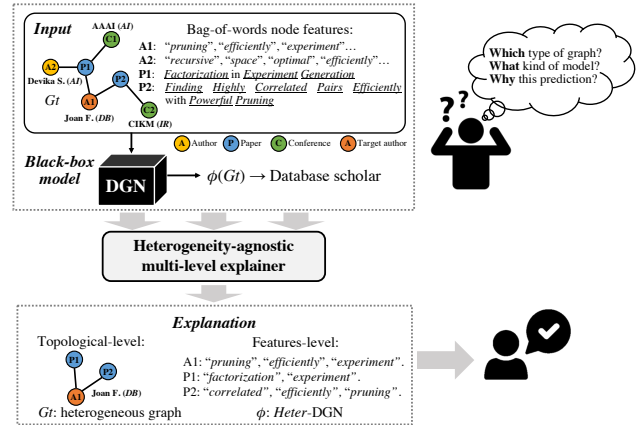 Input
AAAI (AI)
C1
A2
P1
Devika S. (AI)
P2
Gt
A1
Joan F. (DB)
C2
CIKM (IR)
Bag-of-words node features:
A1: “pruning”, “efficiently”, “experiment”…
A2: “recursive”, “space”, “optimal”, “efficiently”…
P1: Factorization in Experiment Generation
P2: Finding Highly Correlated Pairs Efficiently
with Powerful Pruning
A Author P Paper C Conference A Target author
Black-box
model
DGN
ϕ(Gt) → Database scholar
Which type of graph?
What kind of model?
Why this prediction?
? ?
Heterogeneity-agnostic
multi-level explainer
Explanation
Topological-level:
P1
P2
A1
Joan F. (DB)
Gt: heterogeneous graph
Features-level:
A1: “pruning”, “efficiently”, “experiment”.
P1: “factorization”, “experiment”.
P2: “correlated”, “efficiently”, “pruning”.
ϕ: Heter-DGN